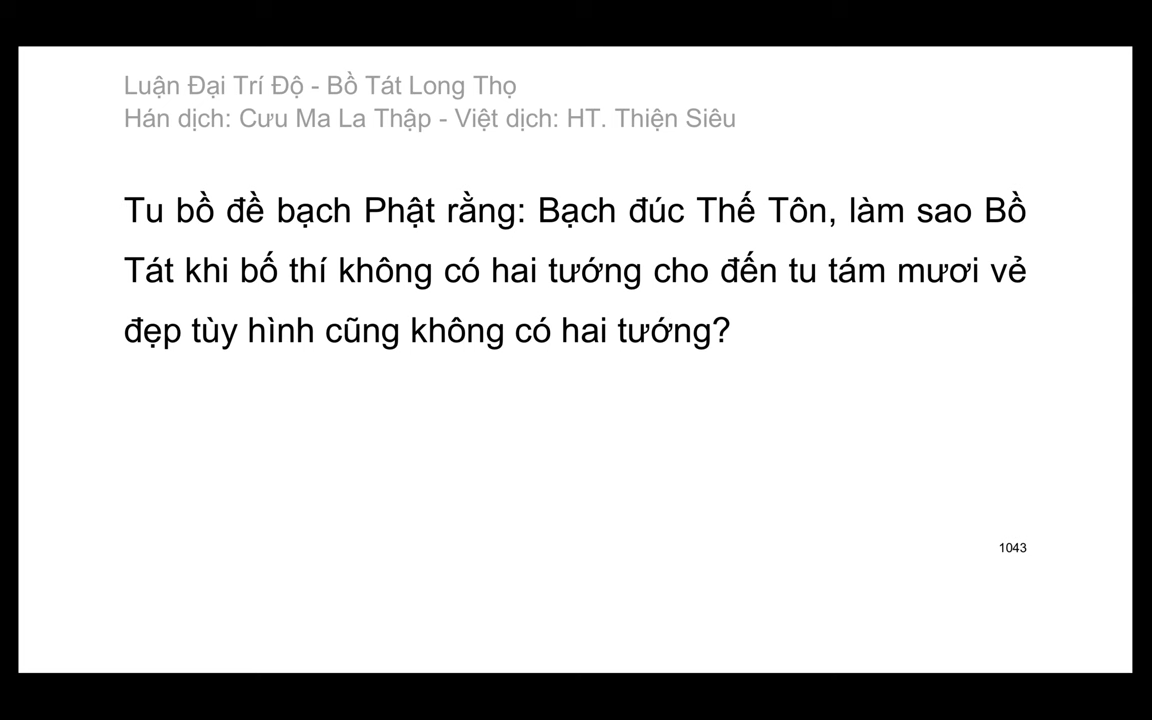 Luận Đại Trí Độ - Bồ Tát Long Thọ
Hán dịch: Cưu Ma La Thập - Việt dịch: HT. Thiện Siêu
Tu bồ đề bạch Phật rằng: Bạch đúc Thế Tôn, làm sao Bồ
Tát khi bố thí không có hai tướng cho đến tu tám mươi vẻ
đẹp tùy hình cũng không có hai tướng?
1043